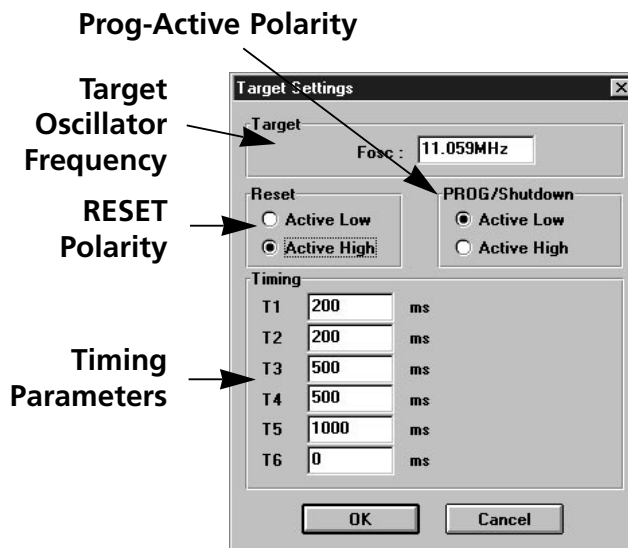 Prog-Active Polarity
Target
Oscillator
Frequency
RESET
Polarity
Timing
Parameters
Target Settings
Target
Fosc : 11.059MHz
Reset
Active Low
Active High
PROG/Shutdown
Active Low
Active High
Timing
T1 200 ms
T2 200 ms
T3 500 ms
T4 500 ms
T5 1000 ms
T6 0 ms
OK Cancel